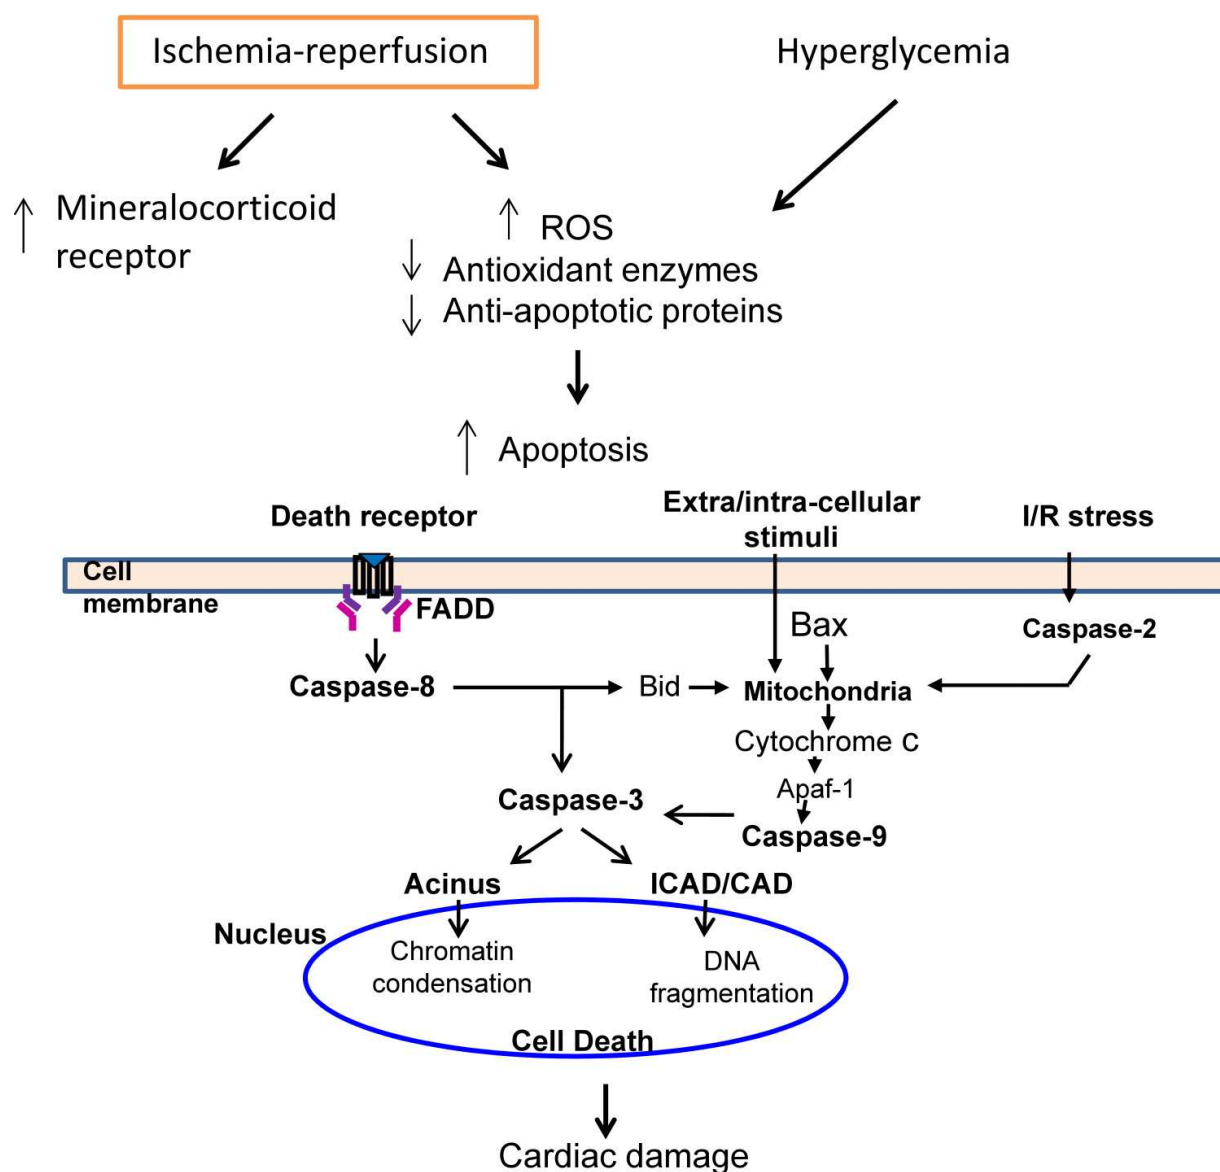 Ischemia-reperfusion
Hyperglycemia
↑ Mineralocorticoid
receptor
↑ ROS
↓ Antioxidant enzymes
↓ Anti-apoptotic proteins
↑ Apoptosis
Death receptor
Extra/intra-cellular
stimuli
I/R stress
Cell
membrane
FADD
Bax
Caspase-2
Caspase-8
Bid
Mitochondria
Cytochrome c
Apaf-1
Caspase-3
Caspase-9
Acinus
ICAD/CAD
Nucleus
Chromatin
condensation
DNA
fragmentation
Cell Death
Cardiac damage